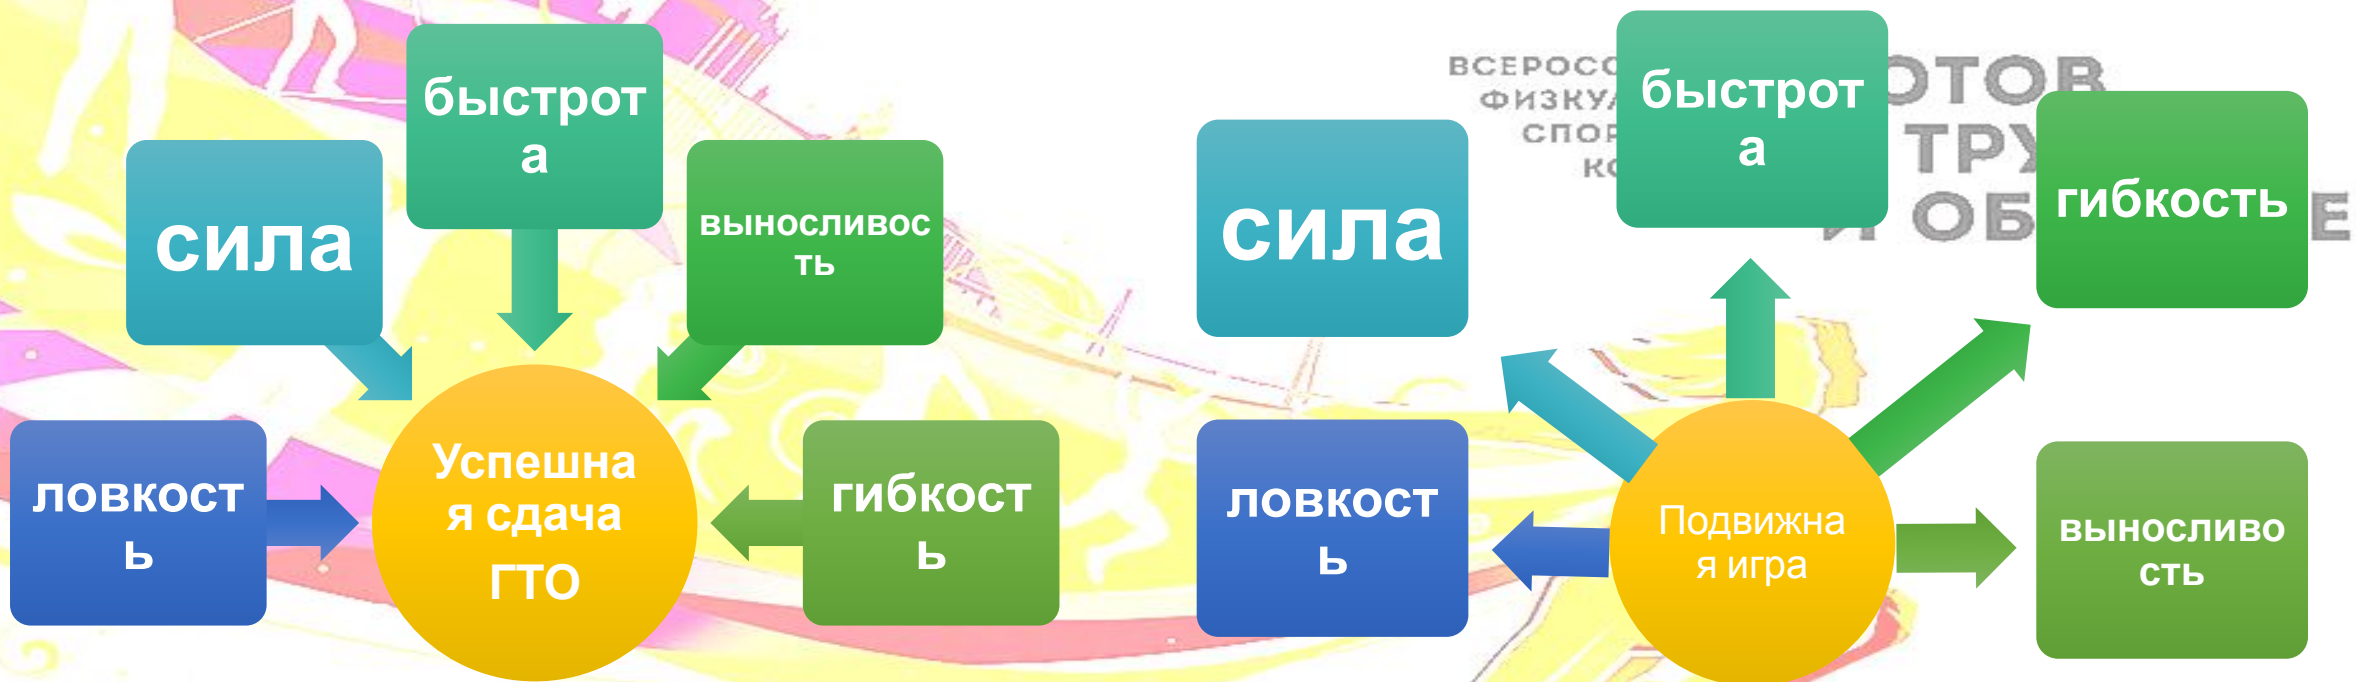 быстрот
а
сила
выносливос
ть
ловкост
ь
Успешна
я сдача
ГТО
гибкост
ь
быстрот
а
сила
гибкость
ловкост
ь
Подвижна
я игра
выносливо
сть